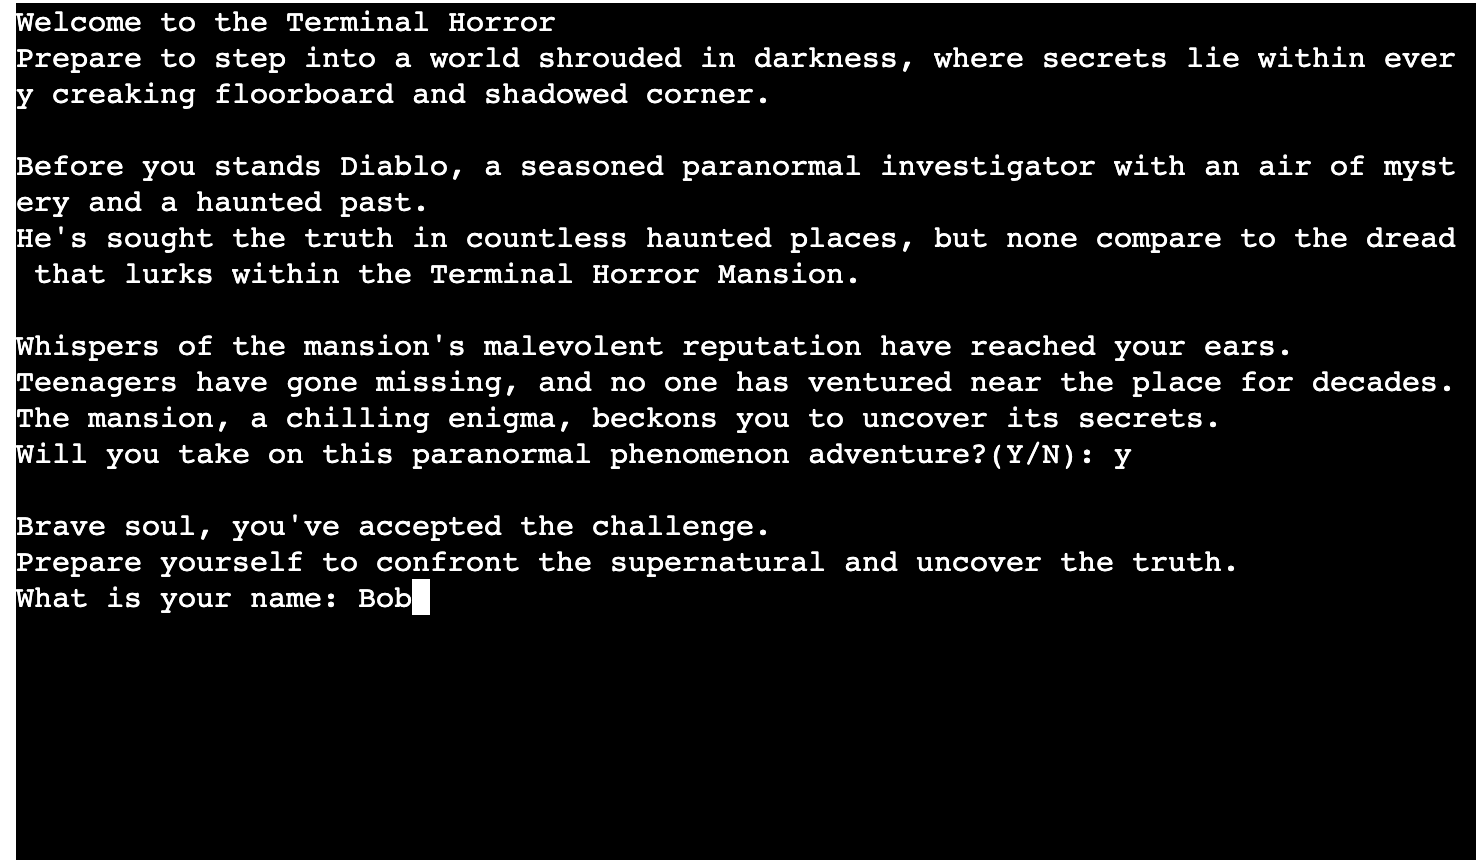 Welcome to the Terminal Horror
Prepare to step into a world shrouded in darkness, where secrets lie within ever
y creaking floorboard and shadowed corner.
Before you stands Diablo, a seasoned paranormal investigator with an air of myst
ery and a haunted past.
He's sought the truth in countless haunted places, but none compare to the dread
that lurks within the Terminal Horror Mansion.
Whispers of the mansion's malevolent reputation have reached your ears.
Teenagers have gone missing, and no one has ventured near the place for decades.
The mansion, a chilling enigma, beckons you to uncover its secrets.
Will you take on this paranormal phenomenon adventure?(Y/N): y
Brave soul, you've accepted the challenge.
Prepare yourself to confront the supernatural and uncover the truth.
What is your name: Bob